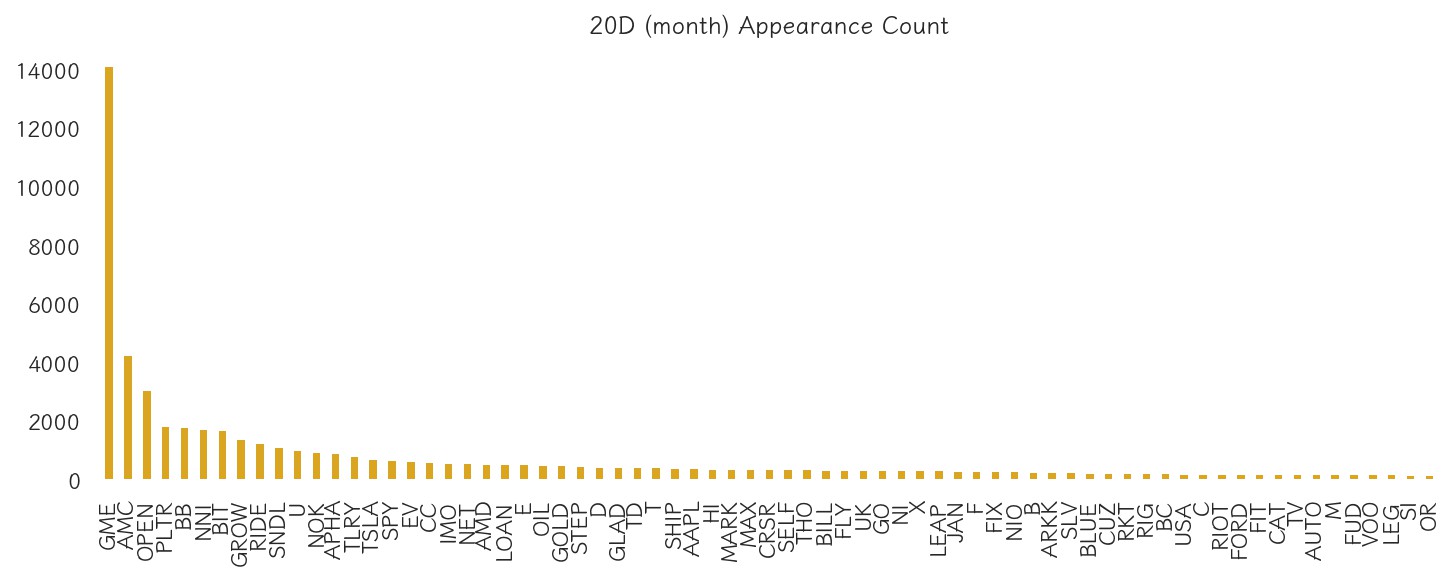 20D (month) Appearance Count
14000
12000
10000
8000
6000
4000
2000
0
GME
AMC
OPEN
PLTR
BB
NNI
BIT
GROW
RIDE
SNDL
U
NOK
APHA
TLRY
TSLA
SPY
EV
CC
IMO
NET
AMD
LOAN
E
OIL
GOLD
STEP
D
GLAD
TD
T
SHIP
AAPL
HI
MARK
MAX
CRSR
SELF
THO
BILL
FLY
UK
GO
NI
X
LEAP
JAN
F
FIX
NIO
B
ARKK
SLV
BLUE
CUZ
RKT
RIG
BC
USA
C
RIOT
FORD
FIT
CAT
TV
AUTO
M
FUD
VOO
LEG
SI
OR